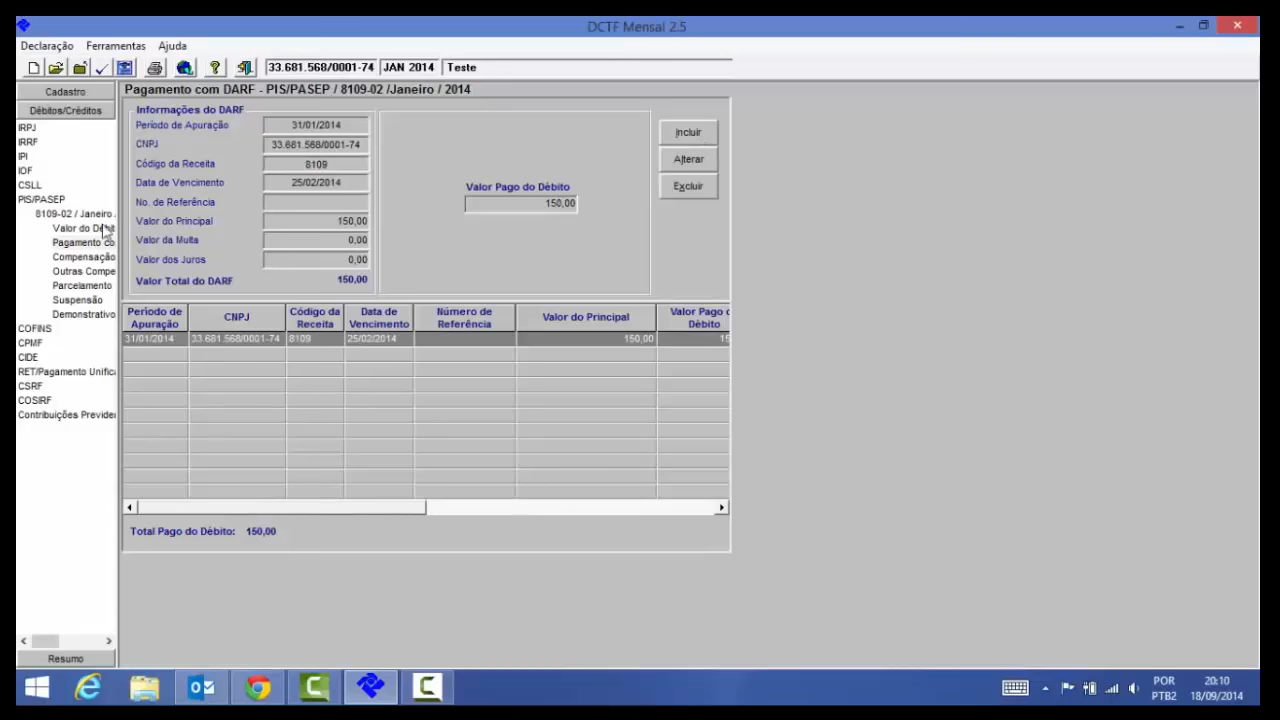 DCTF Mensal 2.5
Declaração Ferramentas Ajuda
33.681.568/0001-74 JAN 2014 Teste
Cadastro
Débitos/Créditos
IRPJ
IRRF
IPI
IOF
CSLL
PIS/PASEP
8109-02 / Janeiro
Valor do Débit
Pagamento co
Compensação
Outras Compe
Parcelamento
Suspensão
Demonstrativo
COFINS
CPMF
CIDE
RET/Pagamento Unific
CSRF
COSIRF
Contribuições Previde
Resumo
Pagamento com DARF - PIS/PASEP / 8109-02 /Janeiro / 2014
Informações do DARF
Período de Apuração 31/01/2014
CNPJ 33.681.568/0001-74
Código da Receita 8109
Data de Vencimento 25/02/2014
No. de Referência
Valor do Principal 150,00
Valor da Multa 0,00
Valor dos Juros 0,00
Valor Total do DARF 150,00
Valor Pago do Débito
150,00
Incluir
Alterar
Excluir
Período de Apuração CNPJ Código da Receita Data de Vencimento Número de Referência Valor do Principal Valor Pago d Débito
31/01/2014 33.681.568/0001-74 8109 25/02/2014 150,00 15
Total Pago do Débito: 150,00
POR 20:10
PTB2 18/09/2014